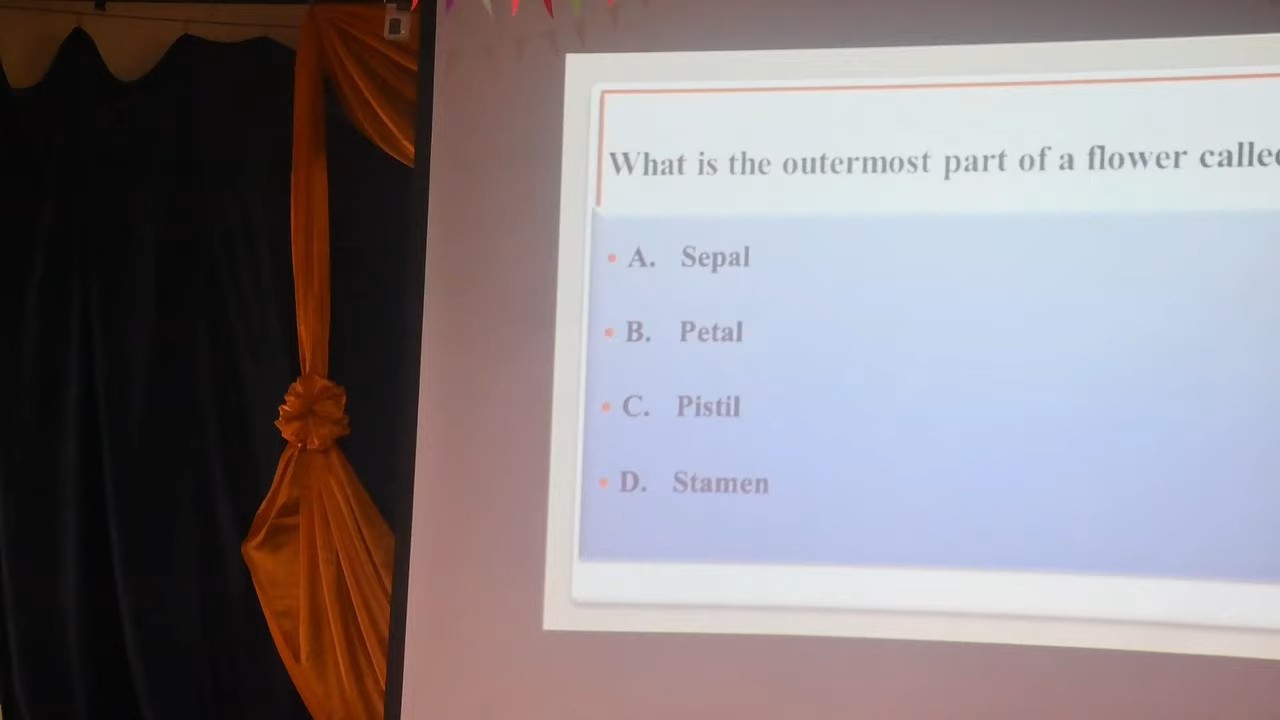 What is the outermost part of a flower
A. Sepal
B. Petal
C. Pistil
D. Stamen